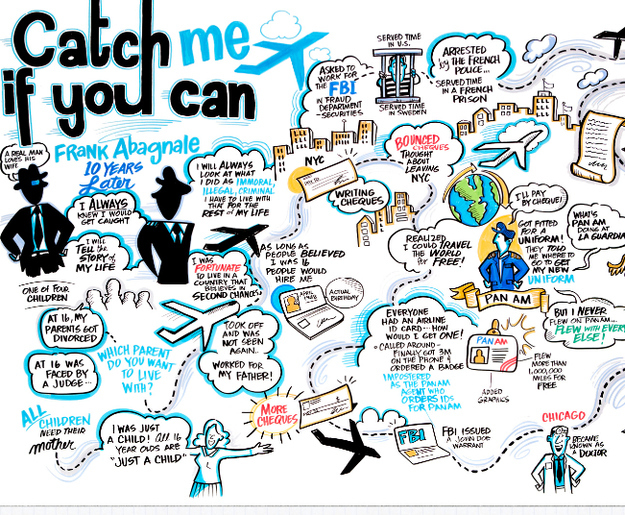 Catch me
if you can
A REAL MAN
LOVES HIS
WIFE
FRANK ABAGNALE
10 YEARS
Later
I ALWAYS
KNEW I WOULD
GET CAUGHT
I WILL
TELL THE
STORY OF
MY LIFE
I WILL ALWAYS
LOOK AT WHAT
I DID AS IMMORAL,
ILLEGAL, CRIMINAL
I HAVE TO LIVE WITH
THAT FOR THE
REST OF MY LIFE
I WAS
FORTUNATE
TO LIVE IN A
COUNTRY THAT
BELIEVES IN
SECOND CHANCES
ONE OF FOUR
CHILDREN
AT 16, MY
PARENTS GOT
DIVORCED
AT 16 WAS
FACED BY
A JUDGE...
WHICH PARENT
DO YOU WANT
TO LIVE
WITH?
ALL
CHILDREN
NEED THEIR
mother
I WAS JUST
A CHILD! ALL 16
YEAR OLDS ARE
"JUST A CHILD"
TOOK OFF
AND WAS
NOT SEEN
AGAIN..
WORKED FOR
MY FATHER!
AS LONG AS
PEOPLE BELIEVED
I WAS 16
PEOPLE WOULD
HIRE ME
APRIL
1948
ACTUAL
BIRTHDAY
MORE
CHEQUES
ASKED TO
WORK FOR
THE FBI
IN FRAUD
DEPARTMENT
SECURITIES
SERVED TIME
IN U.S.
SERVED TIME
IN SWEDEN
ARRESTED
by THE FRENCH
POLICE...
SERVED TIME
IN A FRENCH
PRISON
NYC
WRITING
CHEQUES
BOUNCED
CHEQUES
THOUGHT
ABOUT
LEAVING
NYC
REALIZED
I COULD TRAVEL
THE WORLD
for FREE!
I'LL PAY
BY CHEQUE!
GOT FITTED
FOR A
UNIFORM!
THEY TOLD
ME WHERE
TO GO TO GET
MY NEW
UNIFORM
WHAT'S
PAN AM
DOING AT
LA GUARDIA
PAN AM
BUT I NEVER
FLEW ON PAN AM...
FLEW WITH EVERY
ELSE!
EVERYONE
HAD AN AIRLINE
ID CARD... HOW
WOULD I GET ONE!
- CALLED AROUND -
FINALLY GOT 3M
ON THE PHONE &
ORDERED A BADGE
IMPOSTERED
AS THE PANAM
AGENT WHO
ORDERS IDS
FOR PANAM
PANAM
ADDED
GRAPHICS
FLEW
MORE THAN
1,000,000
MILES FOR
FREE
FBI
FBI ISSUED
A JOHN DOE
WARRANT
CHICAGO
BECAME
KNOWN AS
A DOCTOR